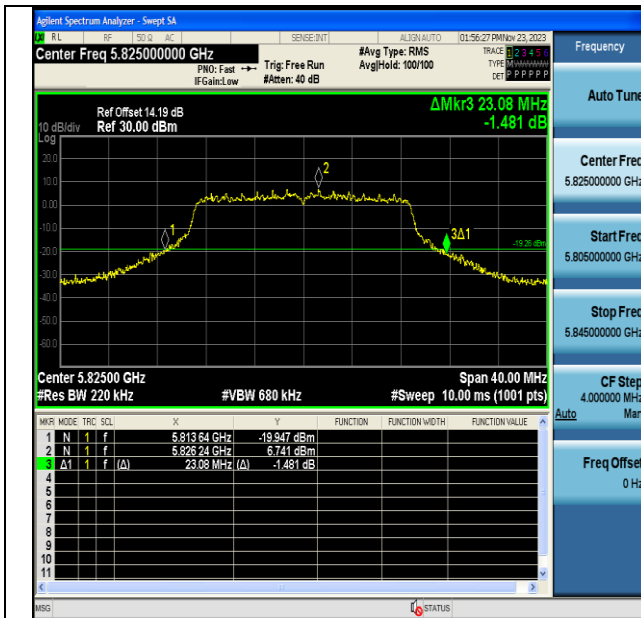 Agilent Spectrum Analyzer - Swept SA
RL RF 50 Ω AC SENSE:INT ALIGN AUTO 01:56:27 PM Nov 23, 2023
Center Freq 5.825000000 GHz
PNO: Fast
IFGain:Low
Trig: Free Run
#Atten: 40 dB
#Avg Type: RMS
Avg|Hold: 100/100
TRACE 1 2 3 4 5 6
TYPE M
DET P P P P P P
Ref Offset 14.19 dB
Ref 30.00 dBm
10 dB/div
Log
ΔMkr3 23.08 MHz
-1.481 dB
20.0
10.0
0.00
-10.0
-20.0
-30.0
-40.0
-50.0
-60.0
1
2
3Δ1
Center 5.82500 GHz Span 40.00 MHz
#Res BW 220 kHz #VBW 680 kHz #Sweep 10.00 ms (1001 pts)
MKR MODE TRC SCL X Y FUNCTION FUNCTION WIDTH FUNCTION VALUE
1 N 1 f 5.813 64 GHz -19.947 dBm
2 N 1 f 5.826 24 GHz 6.741 dBm
3 Δ1 1 f (Δ) 23.08 MHz (Δ) -1.481 dB
4
5
6
7
8
9
10
11
MSG STATUS
Frequency
Auto Tune
Center Freq
5.825000000 GHz
Start Freq
5.805000000 GHz
Stop Freq
5.845000000 GHz
CF Step
4.000000 MHz
Auto Man
Freq Offset
0 Hz